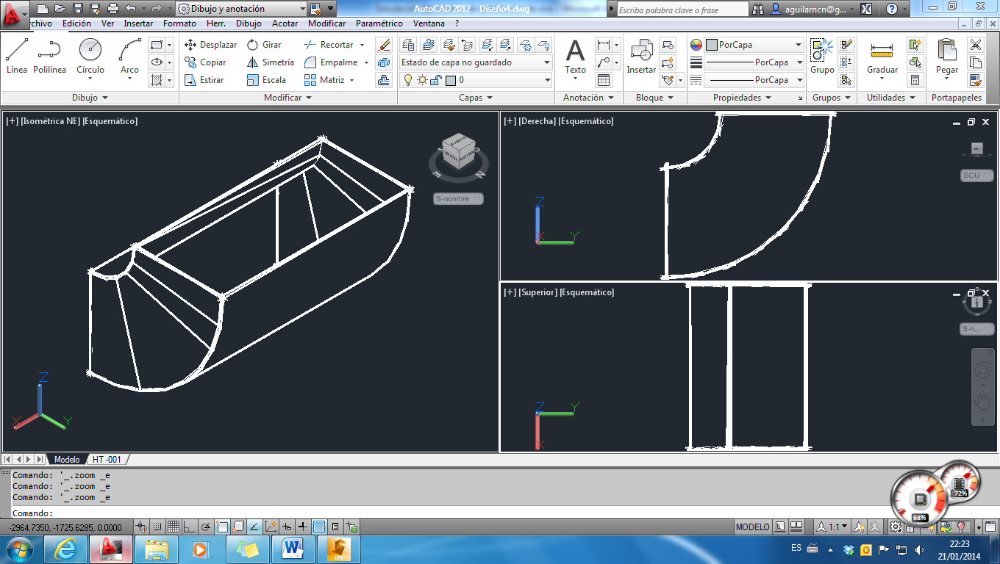 Dibujo y anotación
AutoCAD 2012 Diseño4.dwg
Escriba palabra clave o frase
aguilarncn@g...
chivo Edición Ver Insertar Formato Herr. Dibujo Acotar Modificar Paramétrico Ventana ?
Línea Polilínea Círculo Arco
Dibujo
Desplazar Girar Recortar
Copiar Simetría Empalme
Estirar Escala Matriz
Modificar
Estado de capa no guardado
0
Capas
Texto
Anotación
Insertar
Bloque
PorCapa
PorCapa
PorCapa
Propiedades
Grupo
Grupos
Graduar
Utilidades
Pegar
Portapapeles
[+] [Isométrica NE] [Esquemático]
S-nombre
E N
Z
X Y
[+] [Derecha] [Esquemático]
SCU
Z
X Y
[+] [Superior] [Esquemático]
S-n...
Z Y
X
Modelo HT -001
Comando: '_.zoom _e
Comando: '_.zoom _e
Comando: '_.zoom _e
Comando:
72%
68%
-2964.7350, -1725.6285, 0.0000
MODELO
1:1
CFD
ES
22:23
21/01/2014